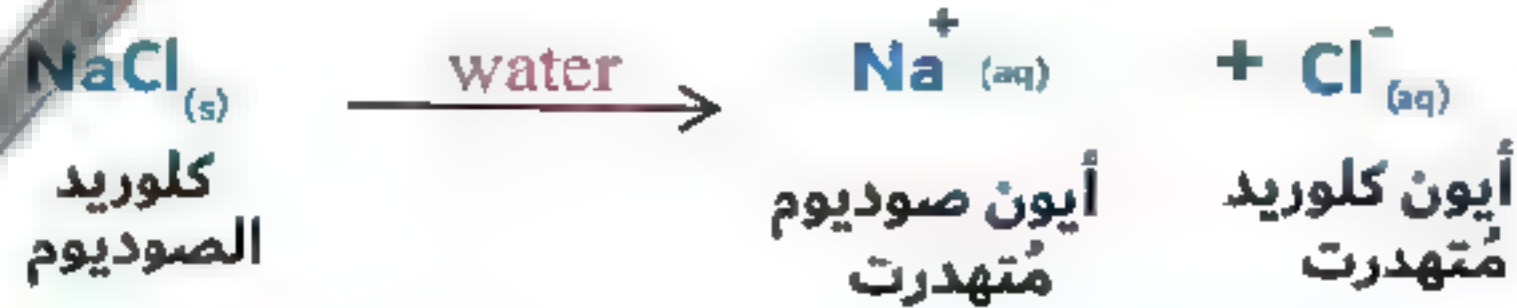 NaCl(s) water Na+ (aq) + Cl- (aq)
كلوريد الصوديوم
أيون صوديوم مُتهدرت
أيون كلوريد مُتهدرت